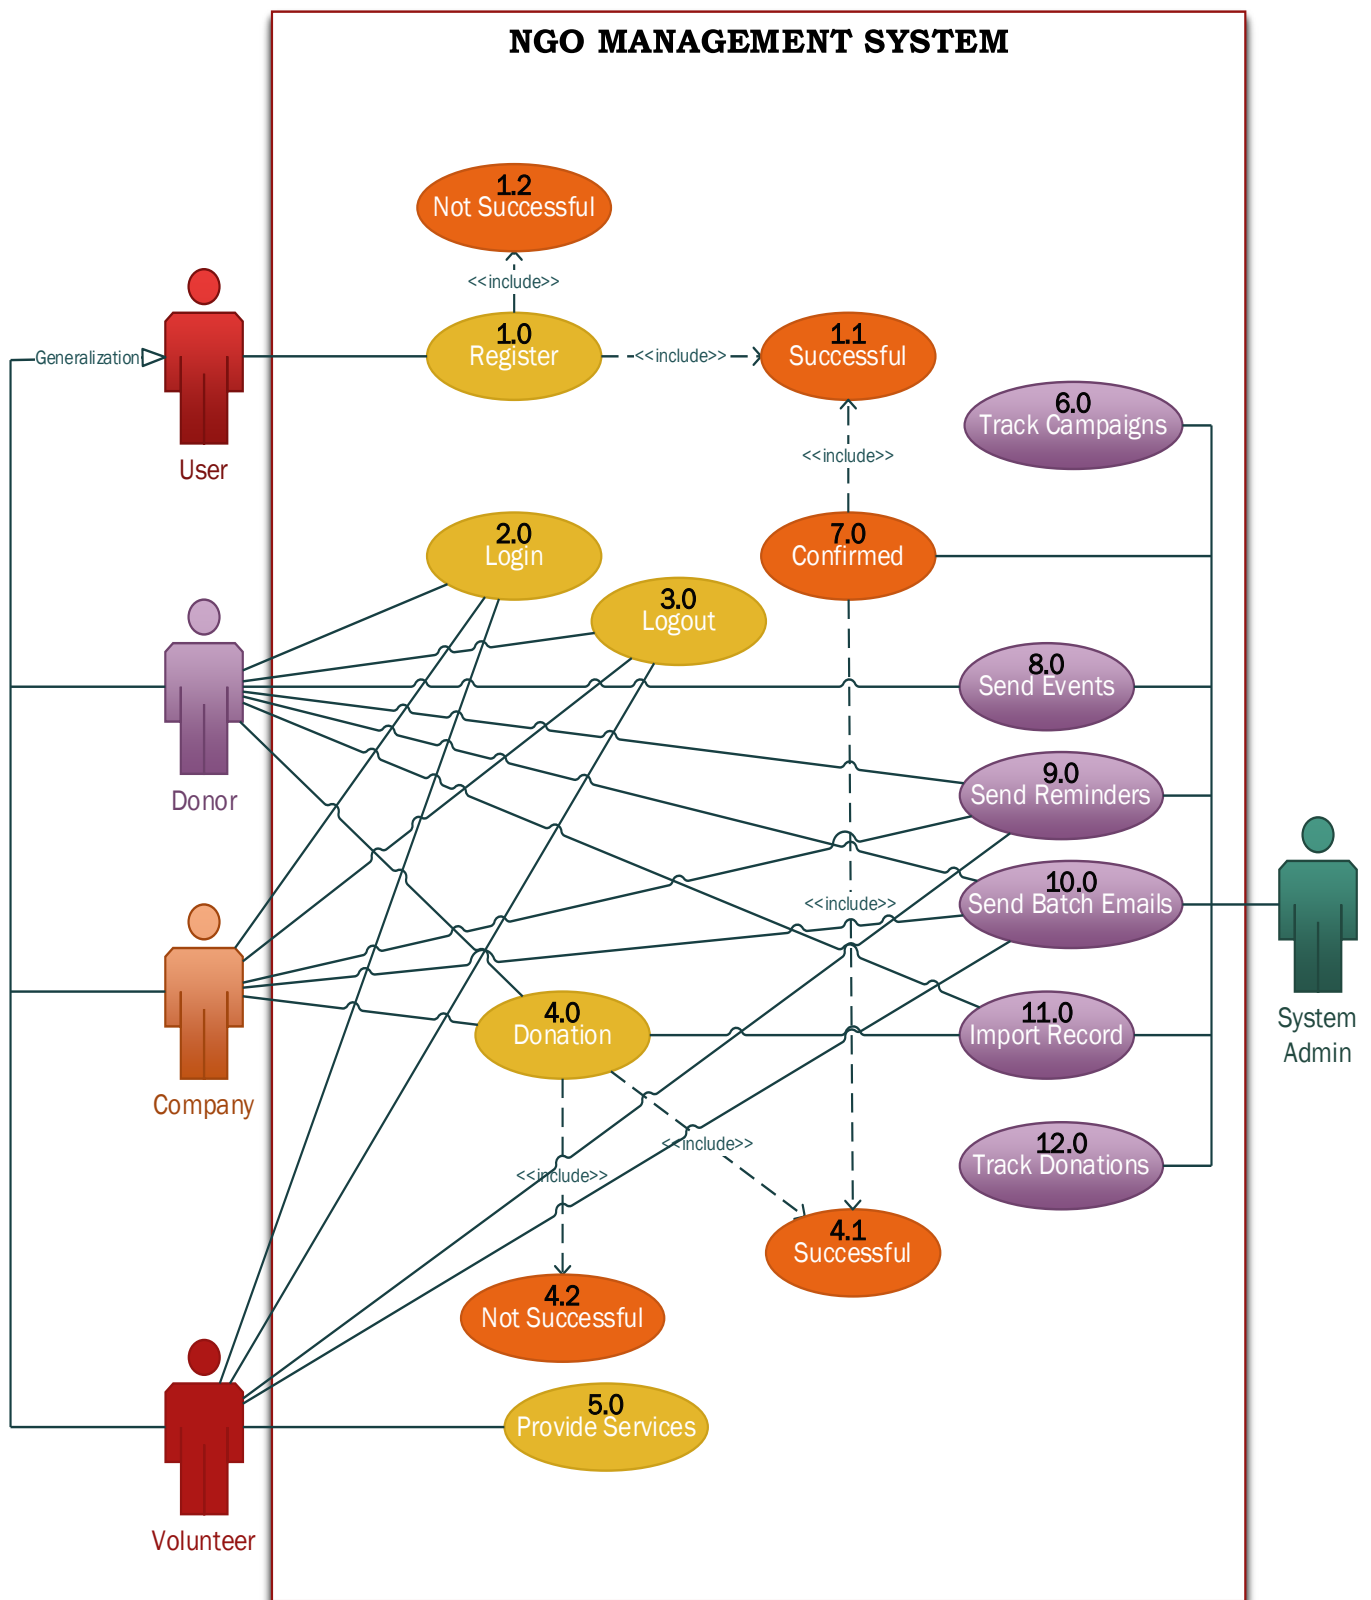 NGO MANAGEMENT SYSTEM
1.2
Not Successful
<<include>>
1.0
Register
<<include>>
1.1
Successful
Generalization
User
6.0
Track Campaigns
<<include>>
2.0
Login
7.0
Confirmed
3.0
Logout
8.0
Send Events
Donor
9.0
Send Reminders
10.0
Send Batch Emails
<<include>>
4.0
Donation
11.0
Import Record
System
Admin
Company
<<include>>
<<include>>
12.0
Track Donations
4.1
Successful
4.2
Not Successful
5.0
Provide Services
Volunteer